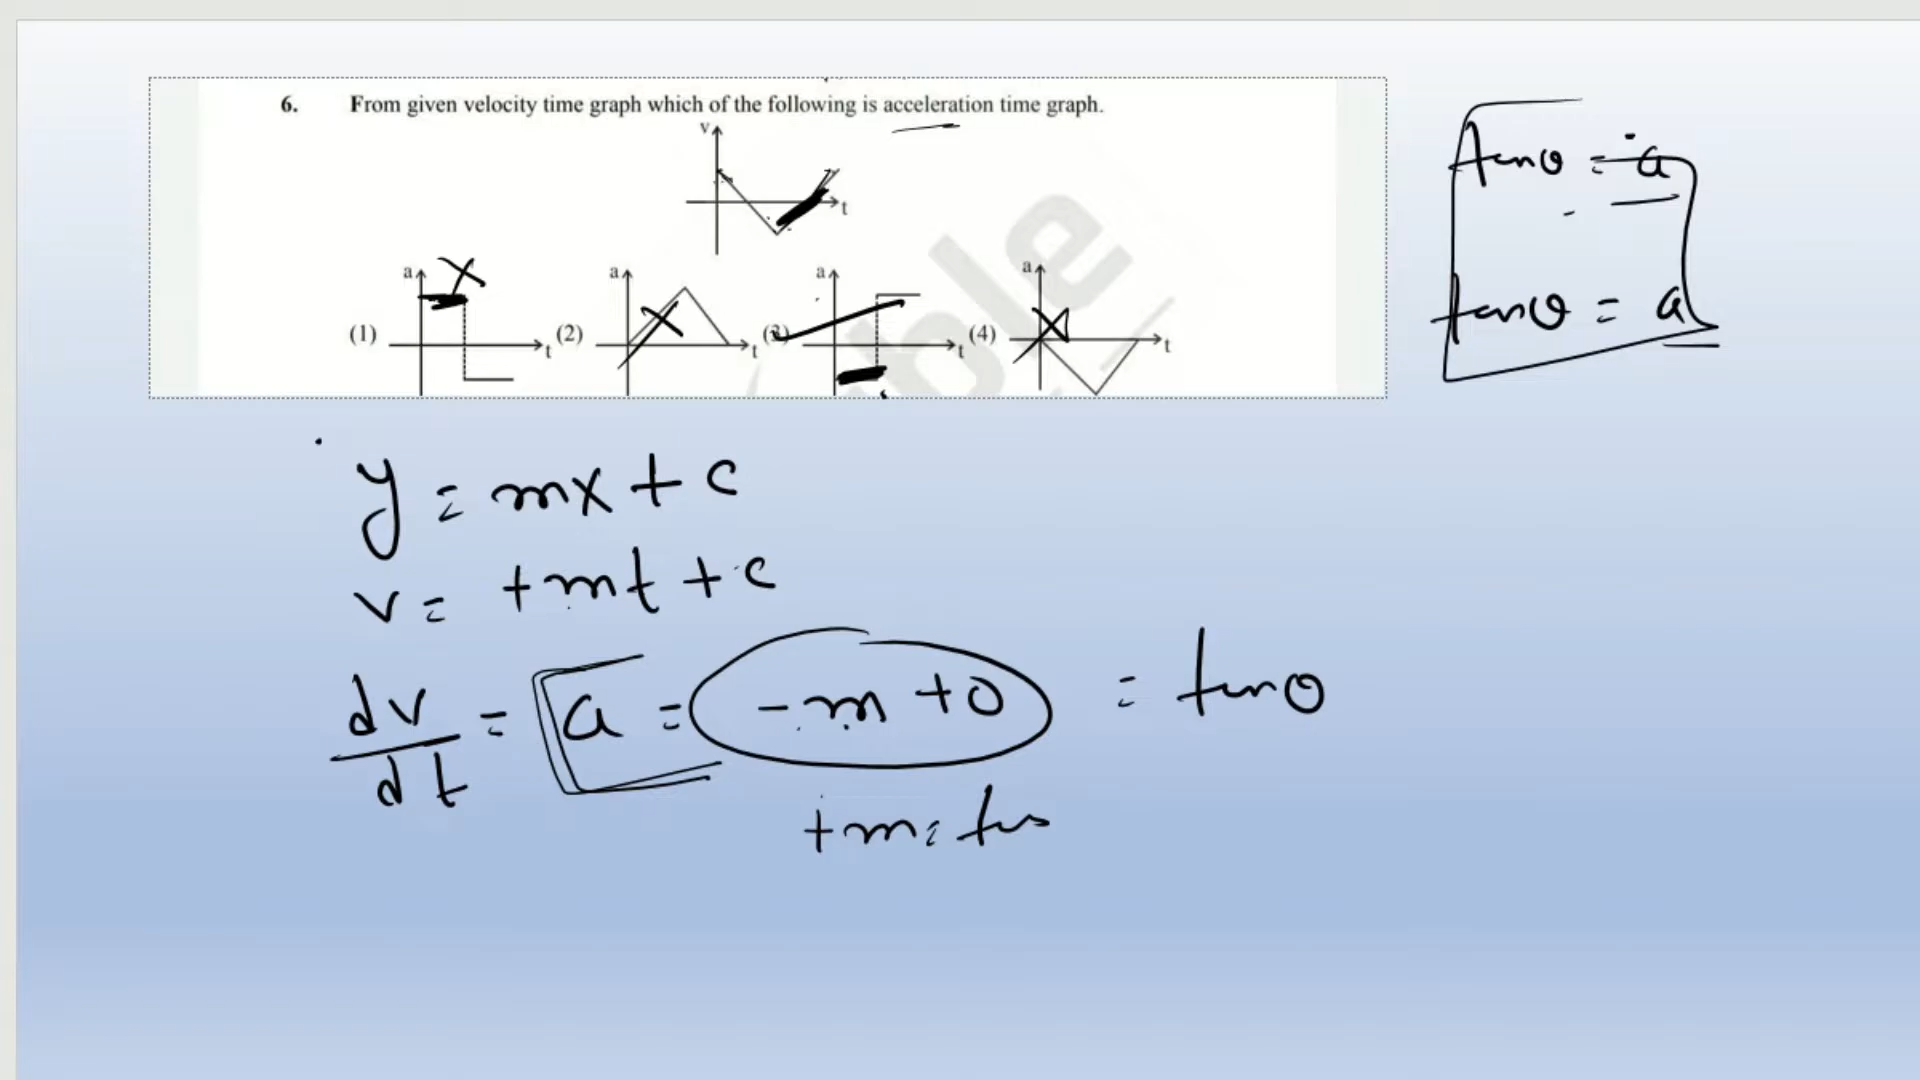 6. From given velocity time graph which of the following is acceleration time graph.
v
t
a
a
a
a
(1)
t
(2)
t
(3)
t
(4)
t
tanθ = a
tanθ = a
y = mx + c
v = +mt + c
dv/dt = a = -m + 0 = tanθ
+m = tan